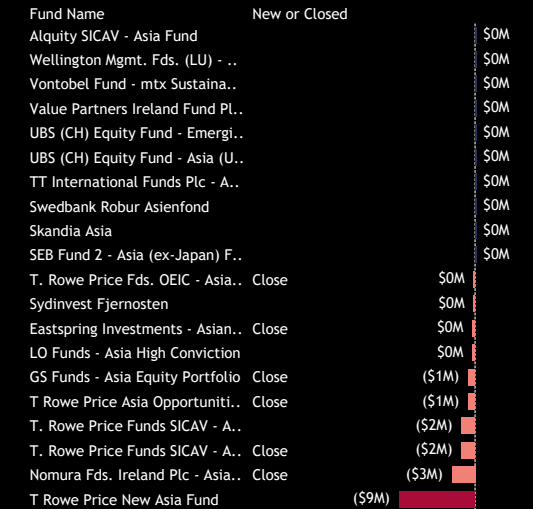 Fund Name New or Closed
Alquity SICAV - Asia Fund $0M
Wellington Mgmt. Fds. (LU) - .. $0M
Vontobel Fund - mtx Sustaina.. $0M
Value Partners Ireland Fund Pl.. $0M
UBS (CH) Equity Fund - Emergi.. $0M
UBS (CH) Equity Fund - Asia (U.. $0M
TT International Funds Plc - A.. $0M
Swedbank Robur Asienfond $0M
Skandia Asia $0M
SEB Fund 2 - Asia (ex-Japan) F.. $0M
T. Rowe Price Fds. OEIC - Asia.. Close $0M
Sydinvest Fjernosten $0M
Eastspring Investments - Asian.. Close $0M
LO Funds - Asia High Conviction $0M
GS Funds - Asia Equity Portfolio Close ($1M)
T Rowe Price Asia Opportuniti.. Close ($1M)
T. Rowe Price Funds SICAV - A.. ($2M)
T. Rowe Price Funds SICAV - A.. Close ($2M)
Nomura Fds. Ireland Plc - Asia.. Close ($3M)
T Rowe Price New Asia Fund ($9M)